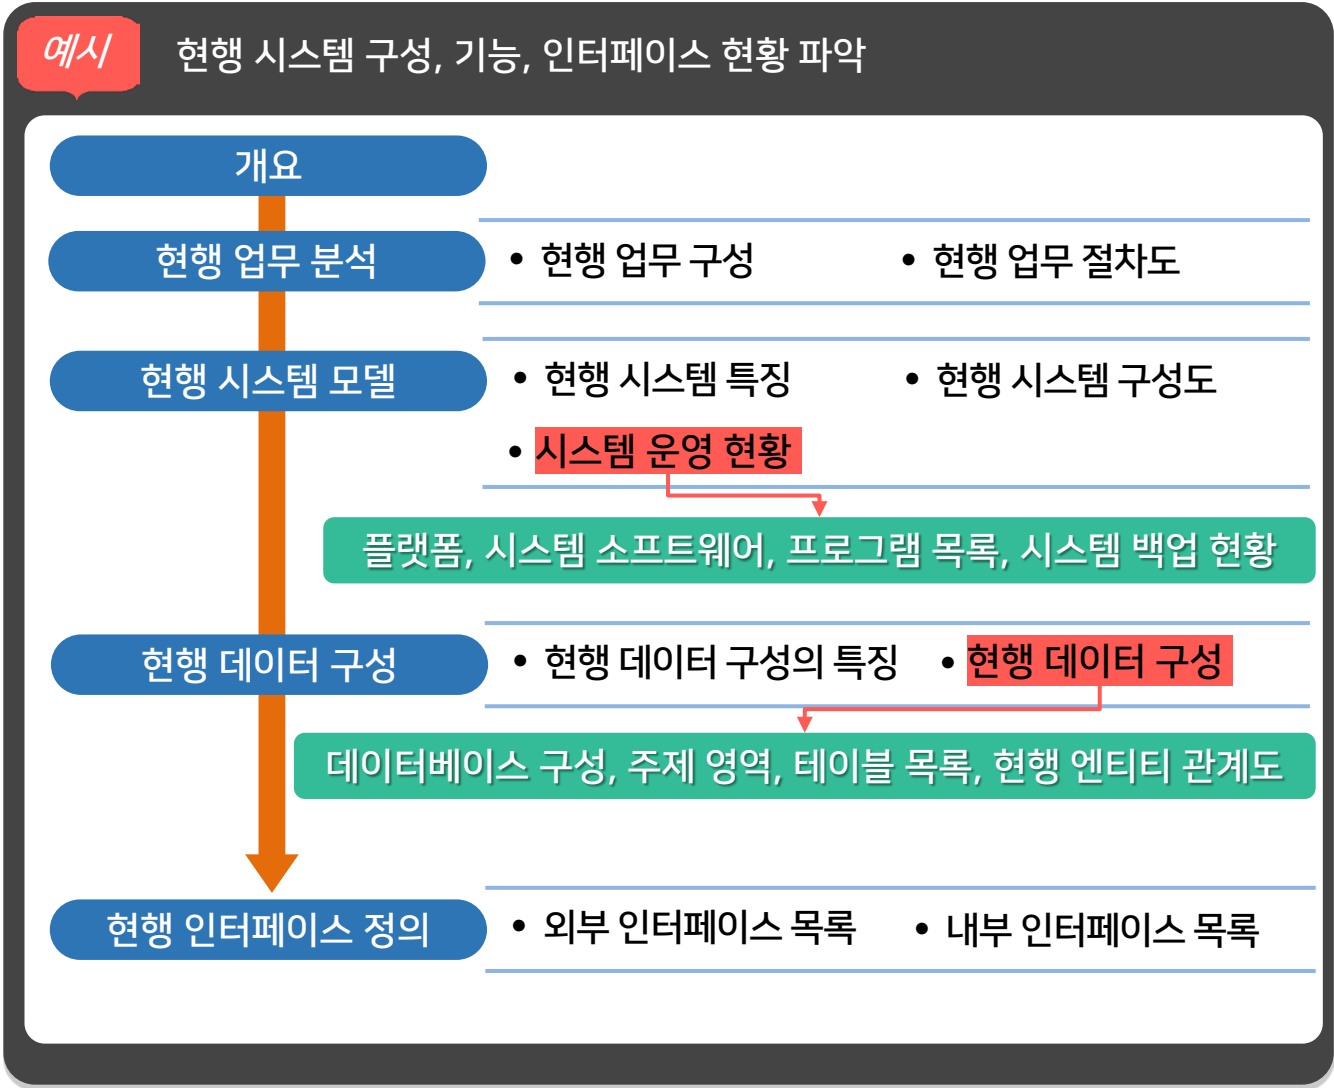 예시
현행 시스템 구성, 기능, 인터페이스 현황 파악
개요
현행 업무 분석
• 현행 업무 구성
• 현행 업무 절차도
현행 시스템 모델
• 현행 시스템 특징
• 현행 시스템 구성도
• 시스템 운영 현황
플랫폼, 시스템 소프트웨어, 프로그램 목록, 시스템 백업 현황
현행 데이터 구성
• 현행 데이터 구성의 특징
• 현행 데이터 구성
데이터베이스 구성, 주제 영역, 테이블 목록, 현행 엔티티 관계도
현행 인터페이스 정의
• 외부 인터페이스 목록
• 내부 인터페이스 목록